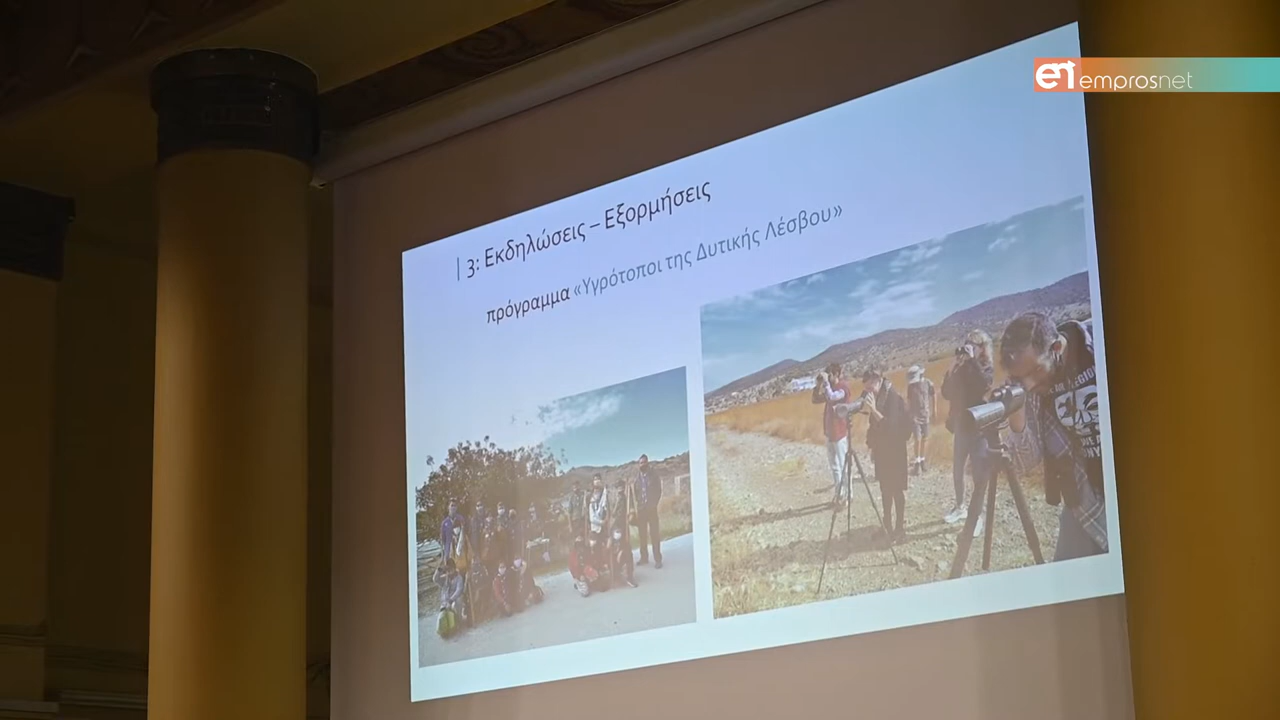 emprosnet
3: Εκδηλώσεις – Εξορμήσεις
πρόγραμμα «Υγρότοποι της Δυτικής Λέσβου»